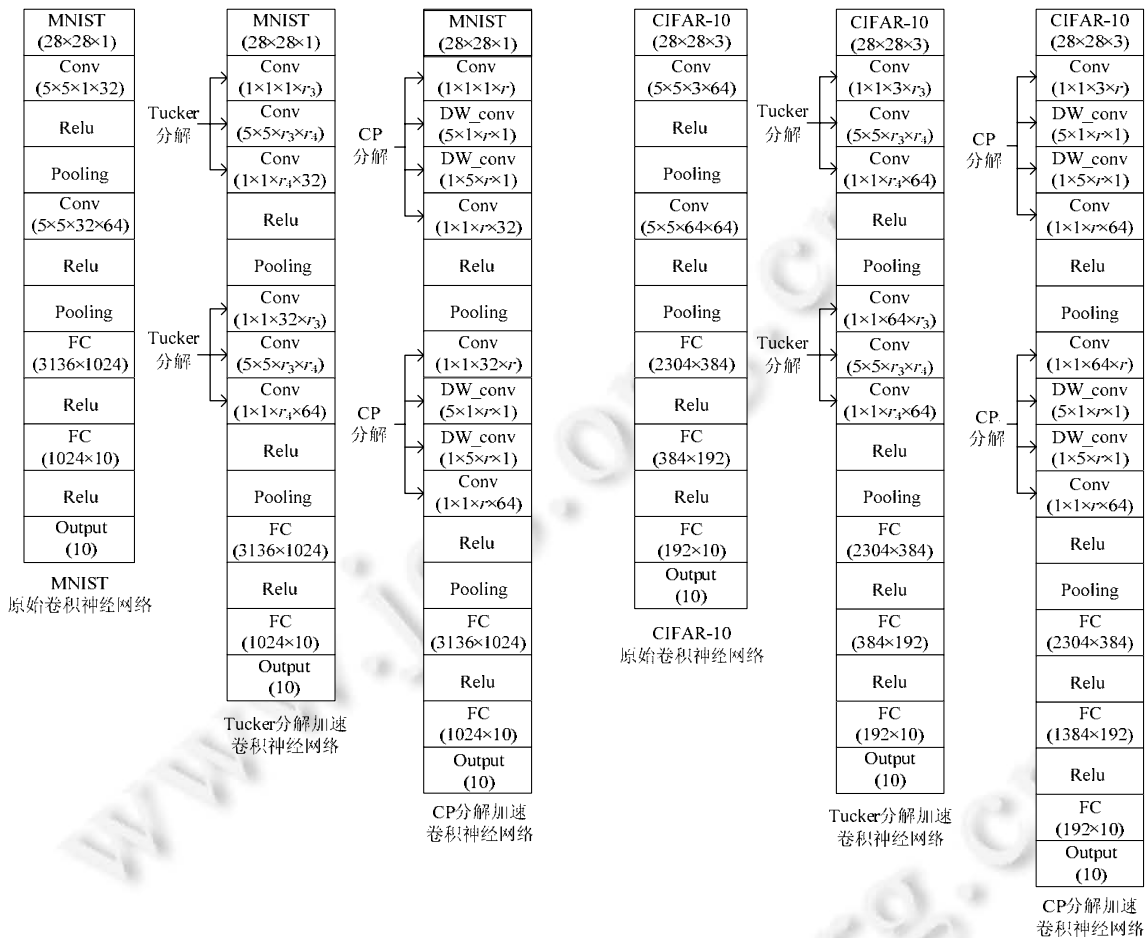 MNIST
(28×28×1)
Conv
(5×5×1×32)
Relu
Pooling
Conv
(5×5×32×64)
Relu
Pooling
FC
(3136×1024)
Relu
FC
(1024×10)
Relu
Output
(10)
MNIST
原始卷积神经网络
Tucker
分解
Tucker
分解
MNIST
(28×28×1)
Conv
(1×1×1×r₃)
Conv
(5×5×r₃×r₄)
Conv
(1×1×r₄×32)
Relu
Pooling
Conv
(1×1×32×r₃)
Conv
(5×5×r₃×r₄)
Conv
(1×1×r₄×64)
Relu
Pooling
FC
(3136×1024)
Relu
FC
(1024×10)
Output
(10)
Tucker分解加速
卷积神经网络
CP
分解
CP
分解
MNIST
(28×28×1)
Conv
(1×1×1×r)
DW_conv
(5×1×r×1)
DW_conv
(1×5×r×1)
Conv
(1×1×r×32)
Relu
Pooling
Conv
(1×1×32×r)
DW_conv
(5×1×r×1)
DW_conv
(1×5×r×1)
Conv
(1×1×r×64)
Relu
Pooling
FC
(3136×1024)
Relu
FC
(1024×10)
Output
(10)
CP分解加速
卷积神经网络
CIFAR-10
(28×28×3)
Conv
(5×5×3×64)
Relu
Pooling
Conv
(5×5×64×64)
Relu
Pooling
FC
(2304×384)
Relu
FC
(384×192)
Relu
FC
(192×10)
Output
(10)
CIFAR-10
原始卷积神经网络
Tucker
分解
Tucker
分解
CIFAR-10
(28×28×3)
Conv
(1×1×3×r₃)
Conv
(5×5×r₃×r₄)
Conv
(1×1×r₄×64)
Relu
Pooling
Conv
(1×1×64×r₃)
Conv
(5×5×r₃×r₄)
Conv
(1×1×r₄×64)
Relu
Pooling
FC
(2304×384)
Relu
FC
(384×192)
Relu
FC
(192×10)
Output
(10)
Tucker分解加速
卷积神经网络
CP
分解
CP
分解
CIFAR-10
(28×28×3)
Conv
(1×1×3×r)
DW_conv
(5×1×r×1)
DW_conv
(1×5×r×1)
Conv
(1×1×r×64)
Relu
Pooling
Conv
(1×1×64×r)
DW_conv
(5×1×r×1)
DW_conv
(1×5×r×1)
Conv
(1×1×r×64)
Relu
Pooling
FC
(2304×384)
Relu
FC
(1384×192)
Relu
FC
(192×10)
Output
(10)
CP分解加速
卷积神经网络